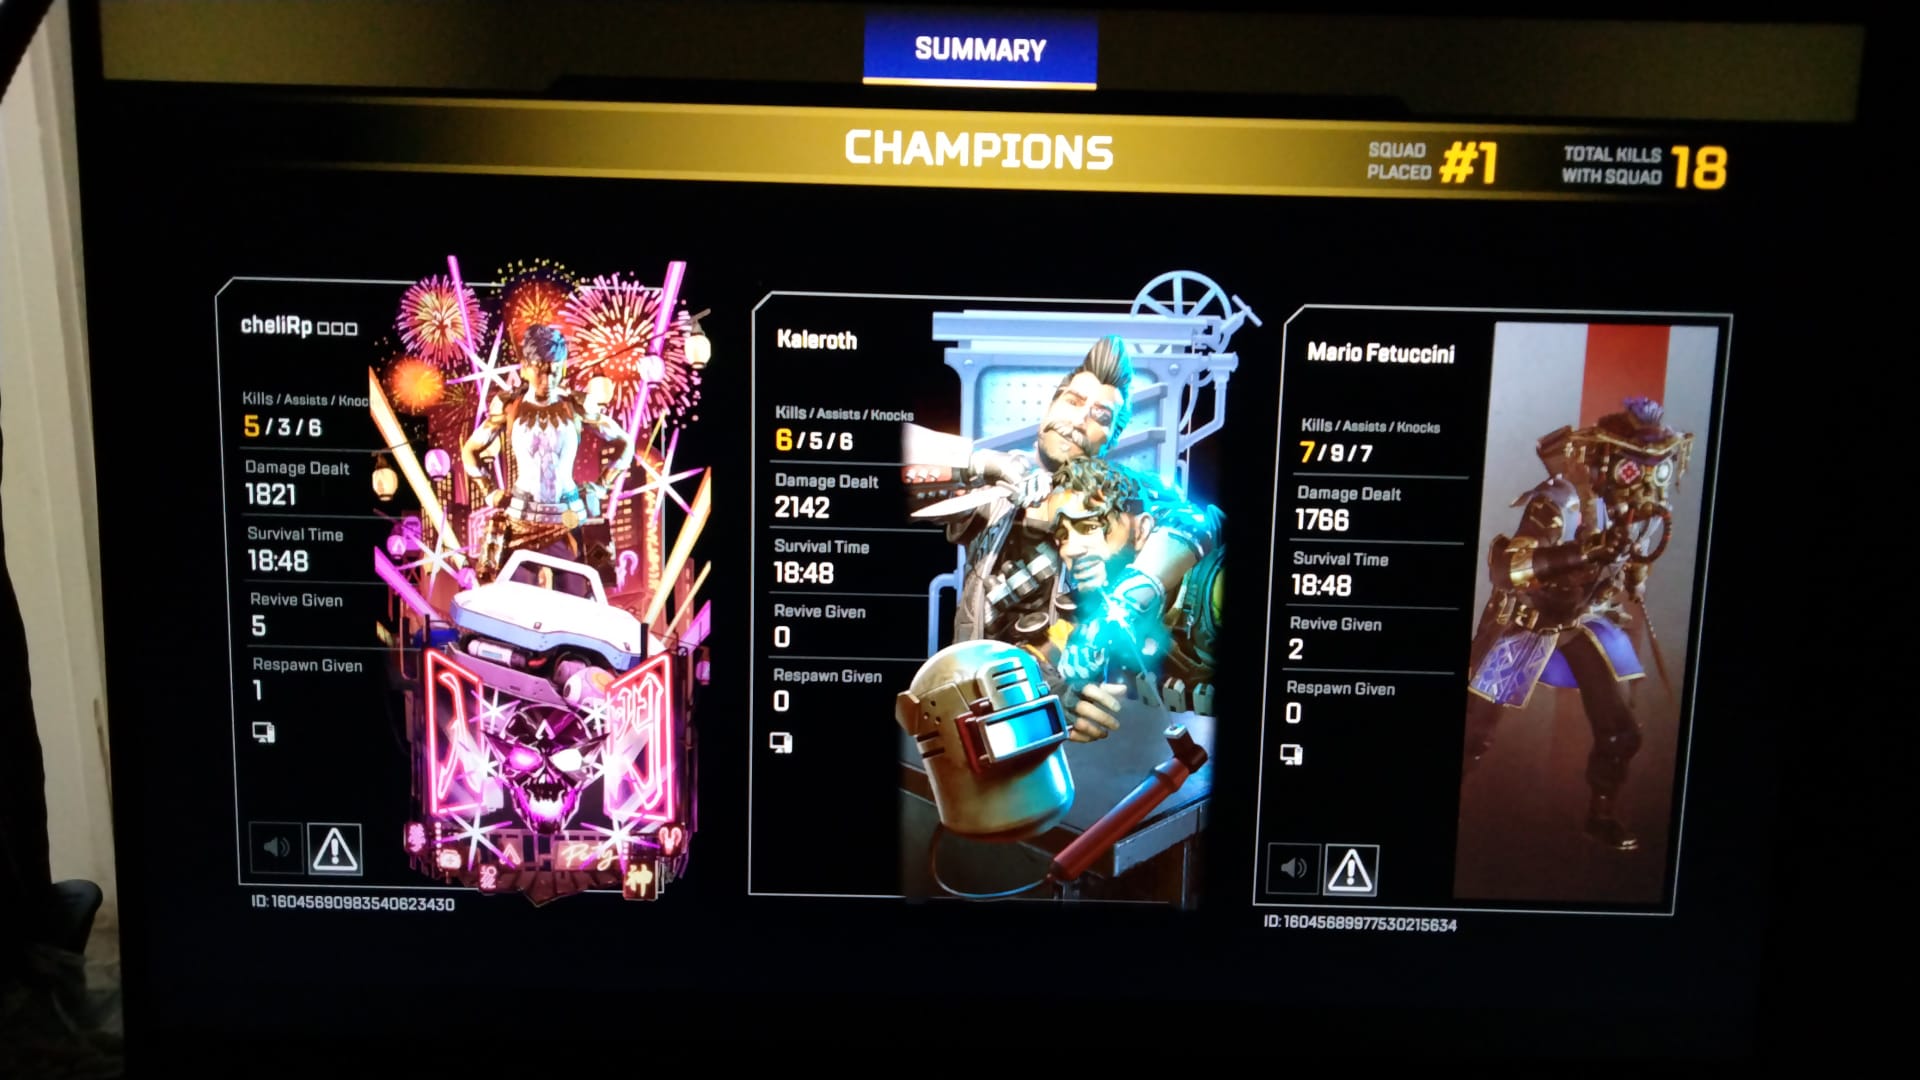 SUMMARY
CHAMPIONS
SQUAD
PLACED #1
TOTAL KILLS
WITH SQUAD 18
cheliRp □□□
Kills / Assists / Knoc
5 / 3 / 6
Damage Dealt
1821
Survival Time
18:48
Revive Given
5
Respawn Given
1
ID: 16045690983540623430
Kaleroth
Kills / Assists / Knocks
6 / 5 / 6
Damage Dealt
2142
Survival Time
18:48
Revive Given
0
Respawn Given
0
Mario Fetuccini
Kills / Assists / Knocks
7 / 9 / 7
Damage Dealt
1766
Survival Time
18:48
Revive Given
2
Respawn Given
0
ID: 16045689977530215634
神